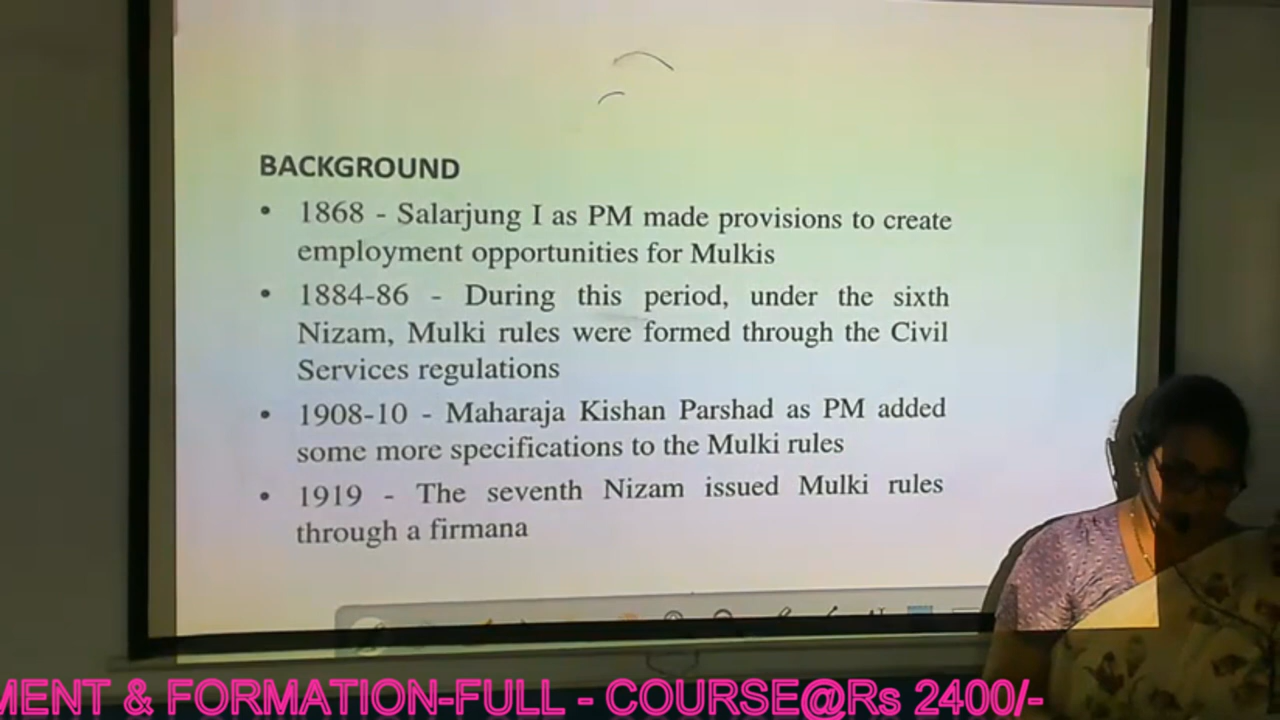 BACKGROUND
• 1868 - Salarjung I as PM made provisions to create
employment opportunities for Mulkis
• 1884-86 - During this period, under the sixth
Nizam, Mulki rules were formed through the Civil
Services regulations
• 1908-10 - Maharaja Kishan Parshad as PM added
some more specifications to the Mulki rules
• 1919 - The seventh Nizam issued Mulki rules
through a firmana
MENT & FORMATION-FULL - COURSE@Rs 2400/-